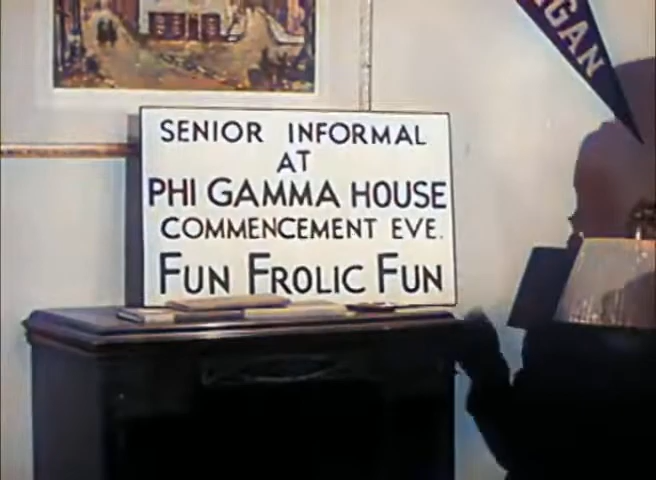 IGAN
SENIOR INFORMAL
AT
PHI GAMMA HOUSE
COMMENCEMENT EVE.
FUN FROLIC FUN